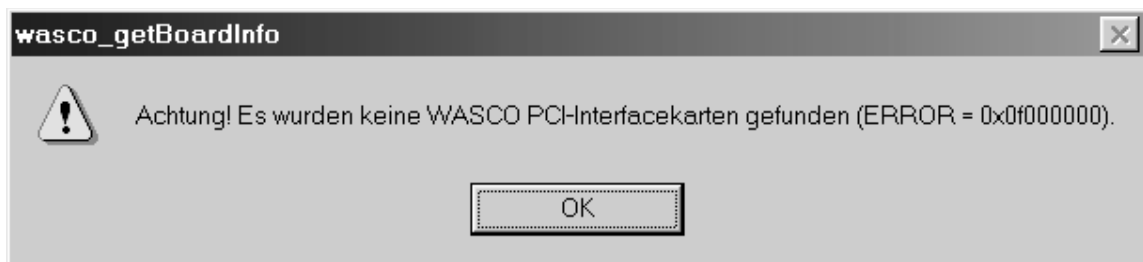 wasco_getBoardInfo
Achtung! Es wurden keine WASCO PCI-Interfacekarten gefunden (ERROR = 0x0f000000).
OK